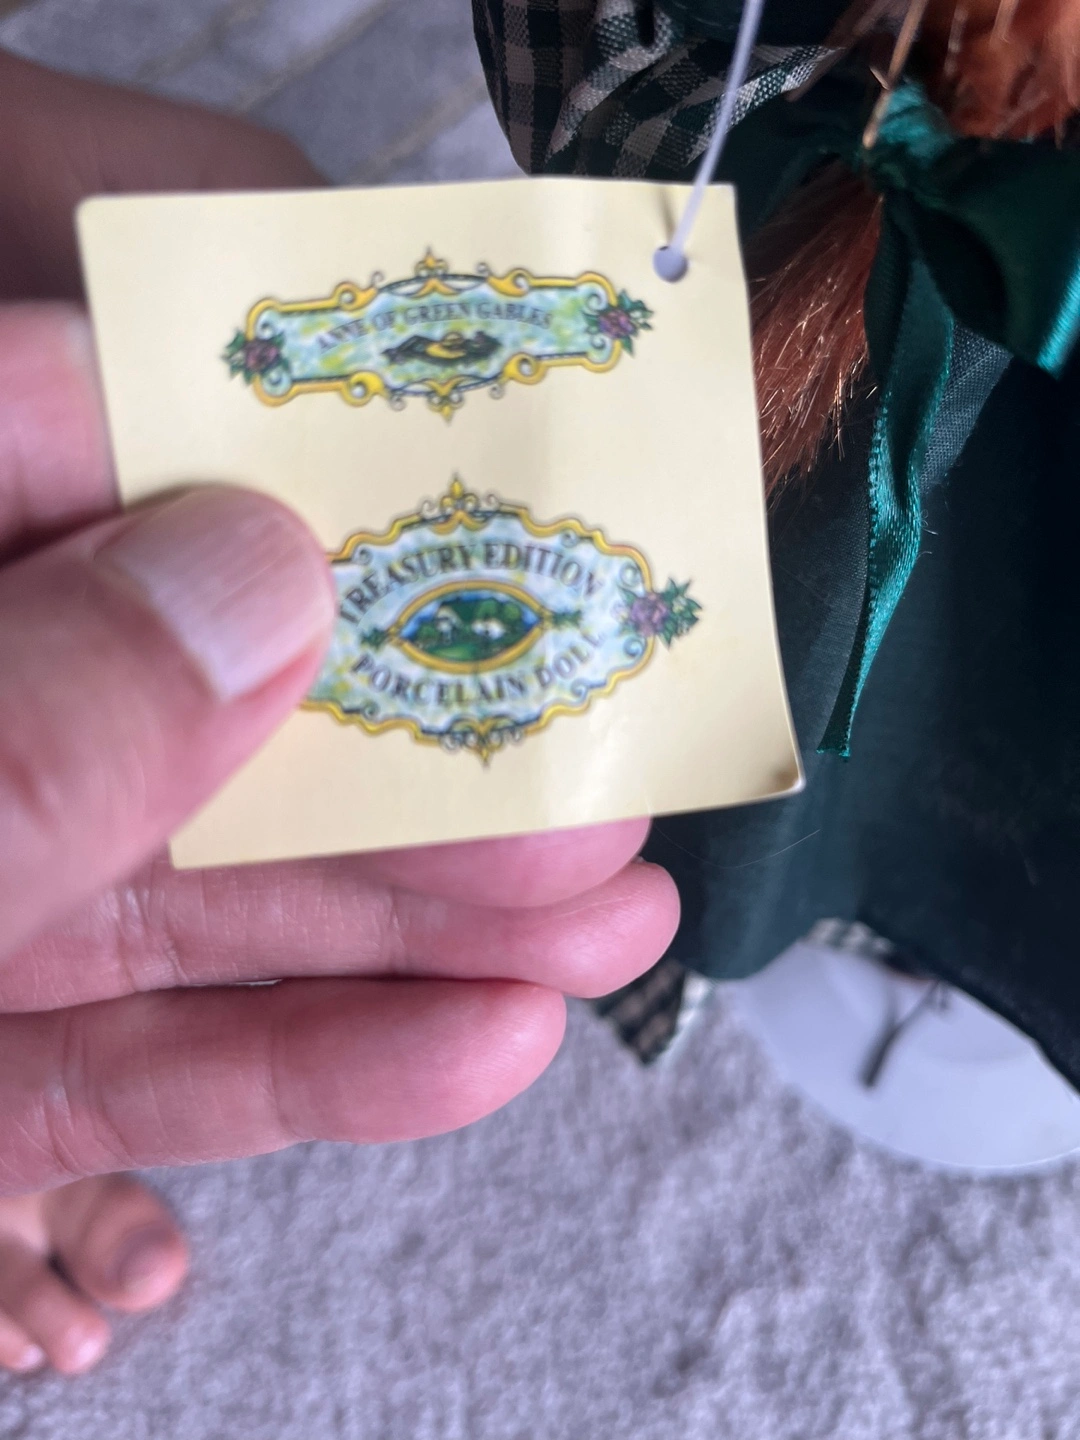 ANNE OF GREEN GABLES
TREASURY EDITION
PORCELAIN DOLL